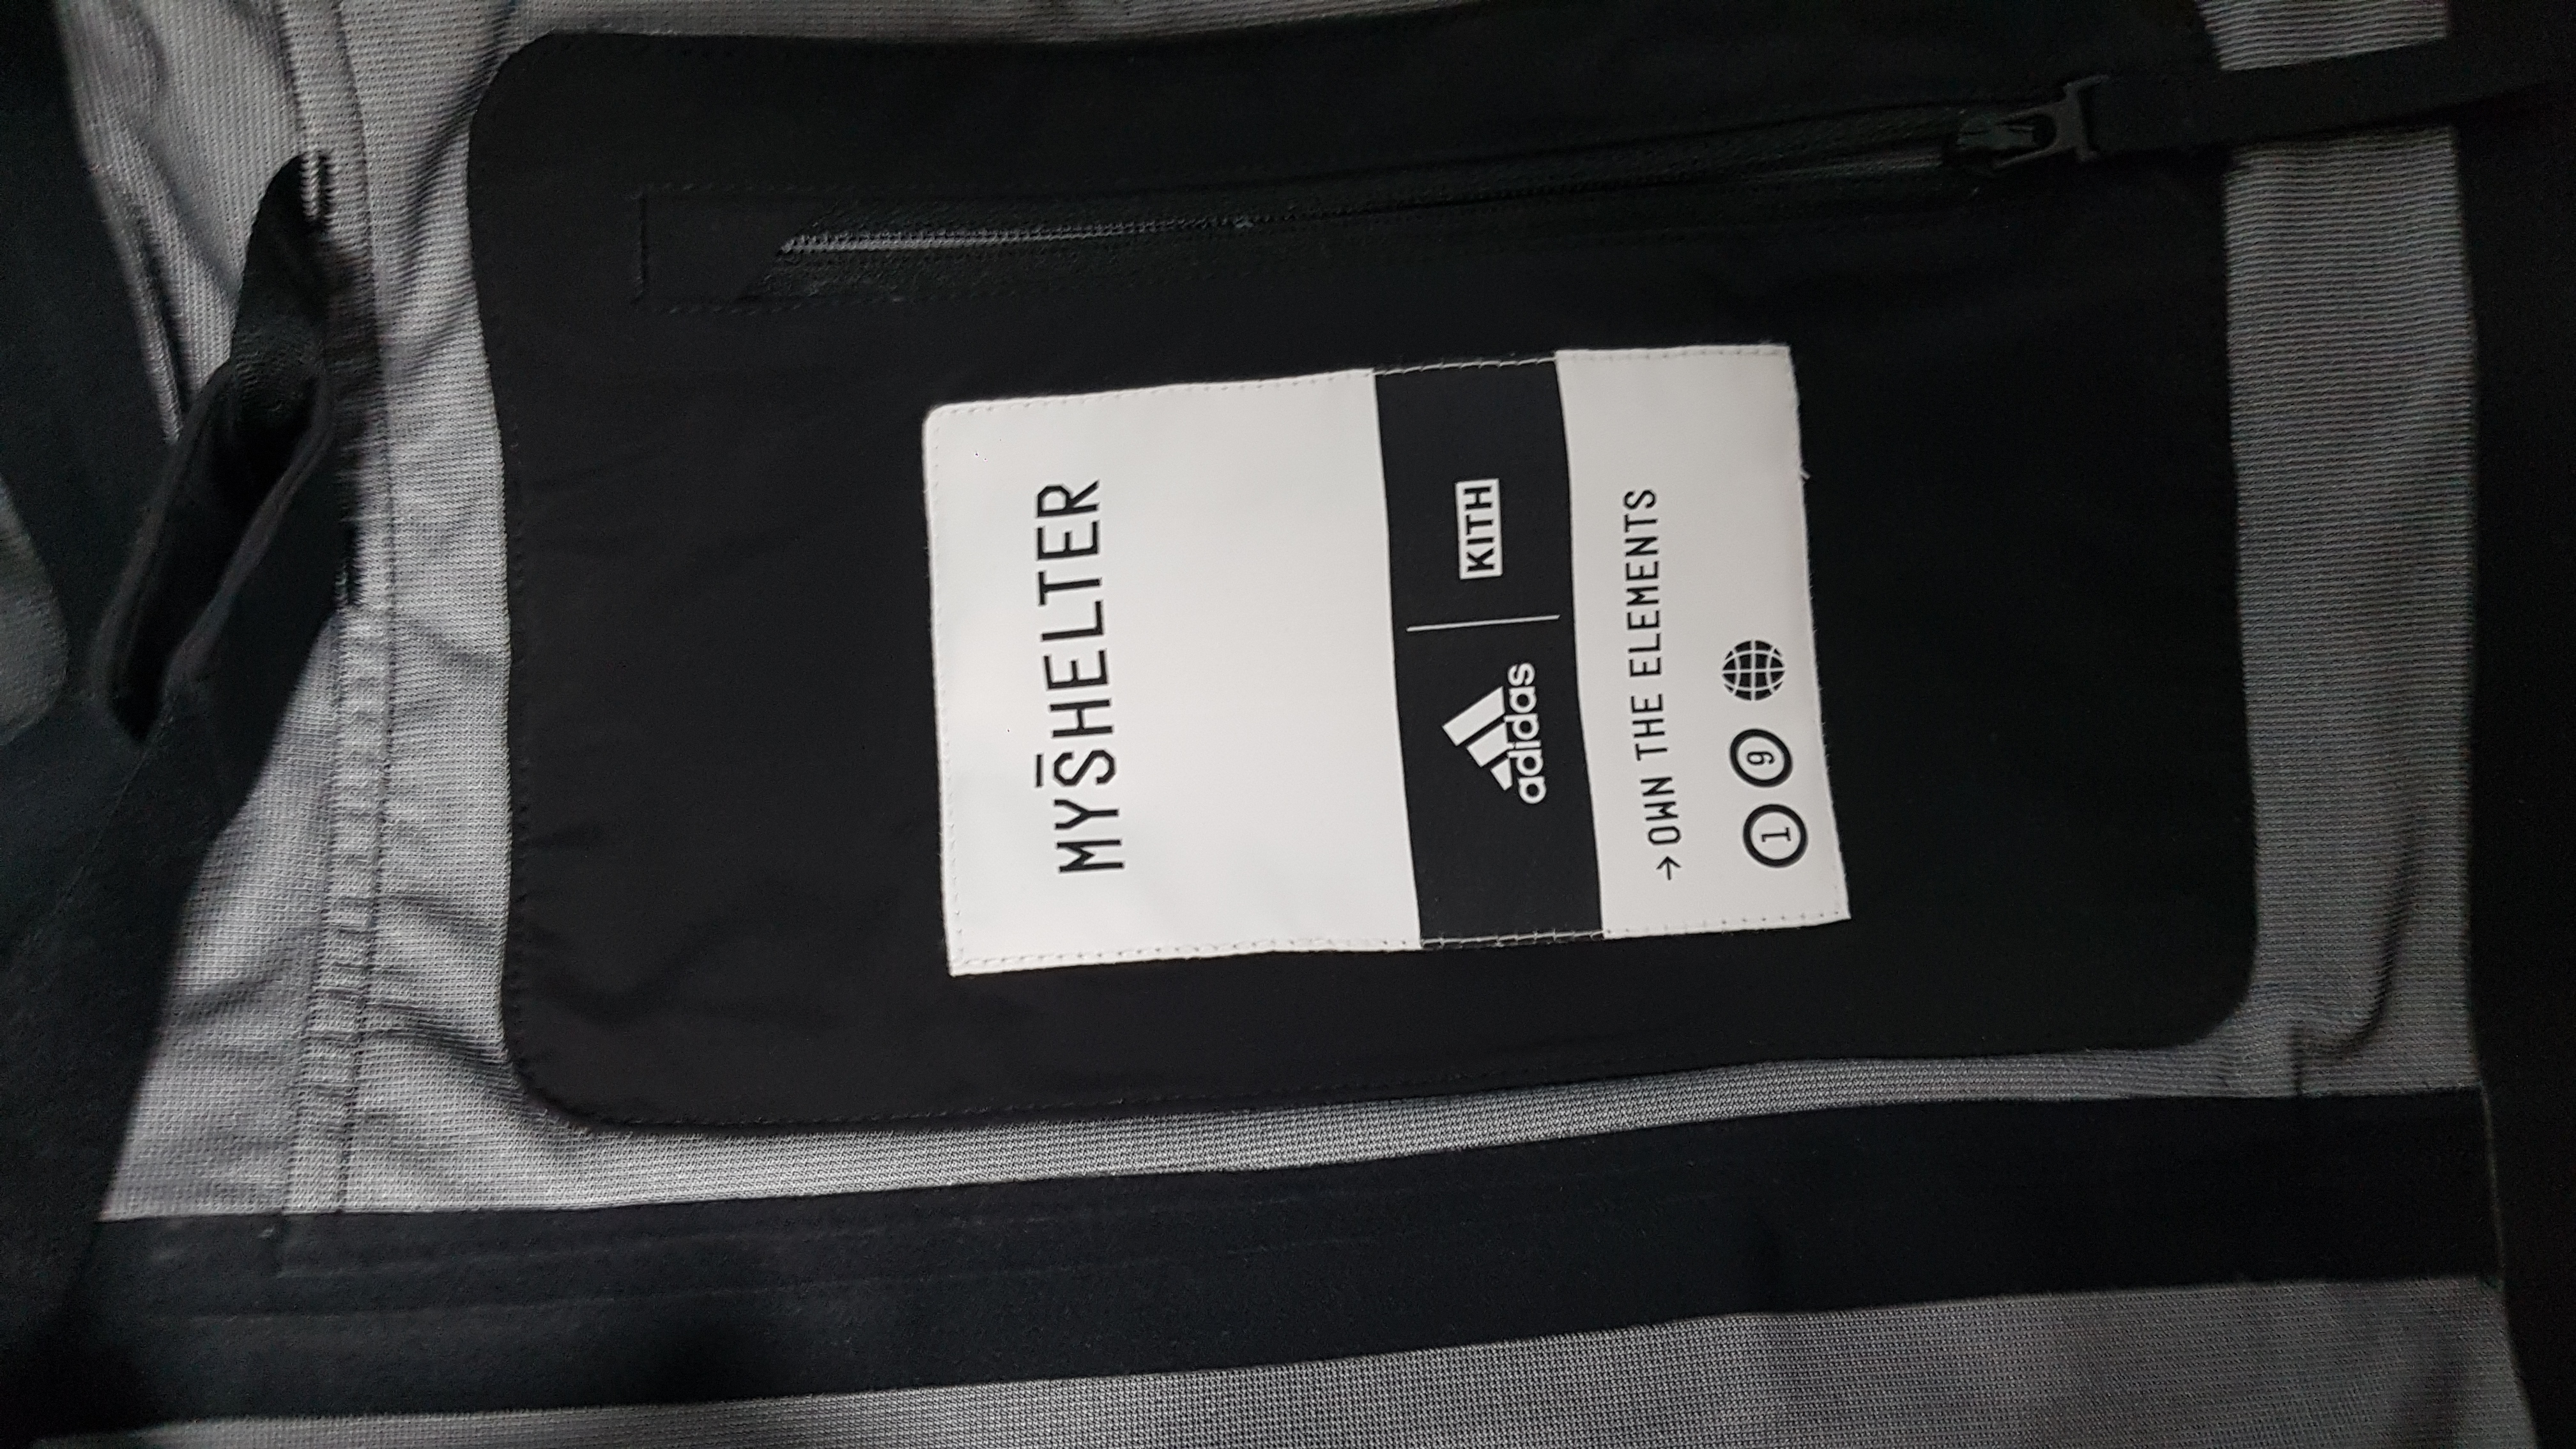 MYSHELTER
adidas | KITH
→OWN THE ELEMENTS
1 9